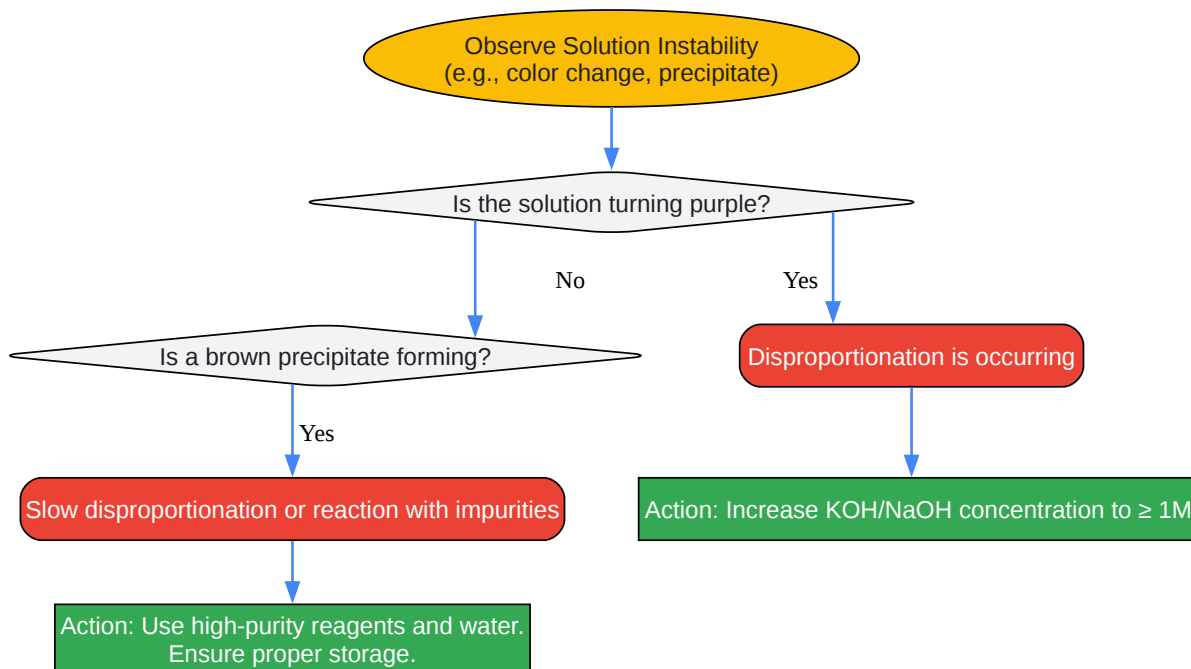 Observe Solution Instability
(e.g., color change, precipitate)
Is the solution turning purple?
No
Yes
Is a brown precipitate forming?
Disproportionation is occurring
Yes
Slow disproportionation or reaction with impurities
Action: Increase KOH/NaOH concentration to ≥ 1M
Action: Use high-purity reagents and water.
Ensure proper storage.